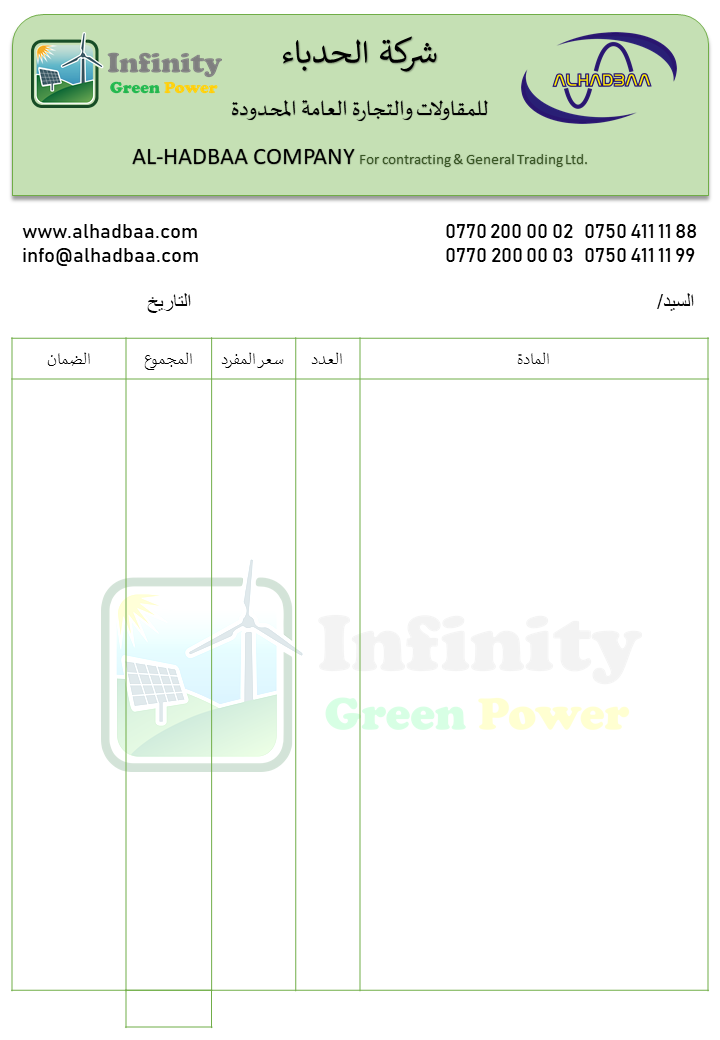 شركة الحدباء
Infinity
Green Power
ALHADBAA
للمقاولات والتجارة العامة المحدودة
AL-HADBAA COMPANY For contracting & General Trading Ltd.
www.alhadbaa.com 0770 200 00 02 0750 411 11 88
info@alhadbaa.com 0770 200 00 03 0750 411 11 99
السيد/ التاريخ
المادة العدد سعر المفرد المجموع الضمان
Infinity
Green Power